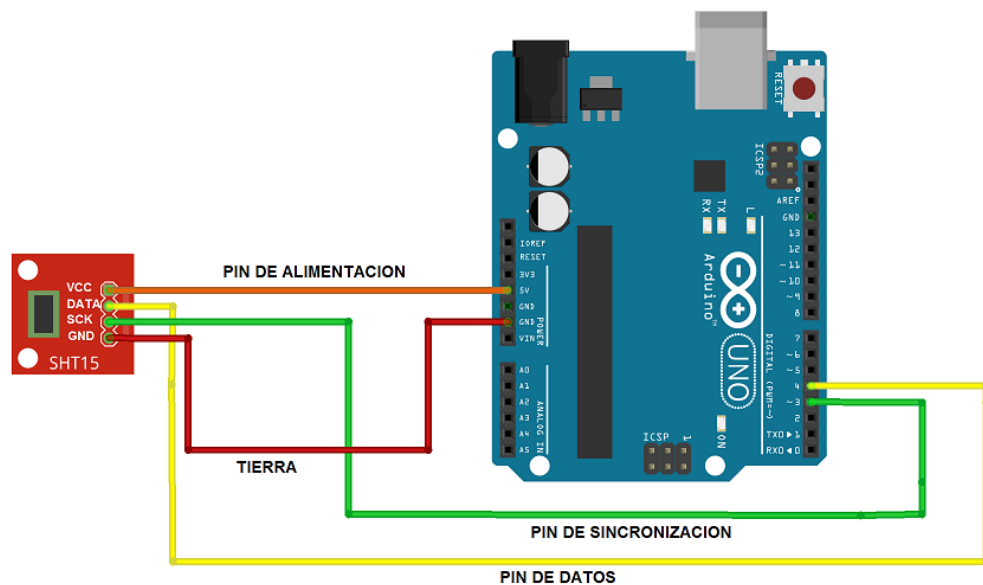 PIN DE ALIMENTACION
VCC
DATA
SCK
GND
SHT15
TIERRA
PIN DE SINCRONIZACION
PIN DE DATOS
RESET
ICSP2
AREF
GND
13
12
~11
~10
~9
8
7
~6
~5
4
~3
2
TX0▶1
RX0◀0
DIGITAL (PWM=~)
RX
TX
L
Arduino™
UNO
ON
ICSP
1
IOREF
RESET
3V3
5V
GND
GND
VIN
POWER
A0
A1
A2
A3
A4
A5
ANALOG IN